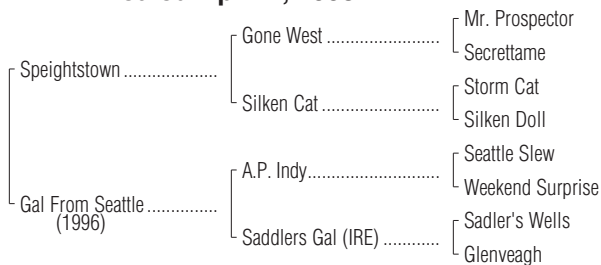 Mr. Prospector
Gone West
Secrettame
Speightstown
Storm Cat
Silken Cat
Silken Doll
Seattle Slew
A.P. Indy
Weekend Surprise
Gal From Seattle
(1996)
Sadler's Wells
Saddlers Gal (IRE)
Glenveagh